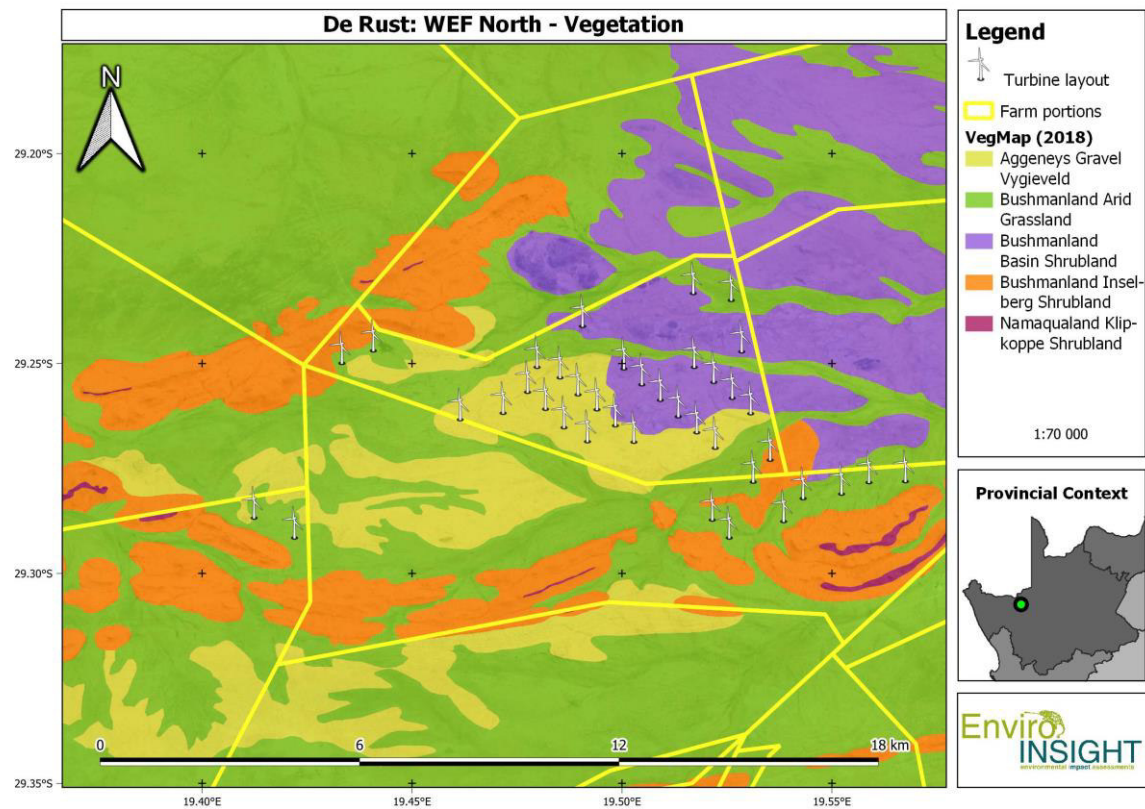 De Rust: WEF North - Vegetation
N
29.20°S
29.25°S
29.30°S
29.35°S
19.40°E
19.45°E
19.50°E
19.55°E
0
6
12
18 km
Legend
Turbine layout
Farm portions
VegMap (2018)
Aggeneys Gravel
Vygieveld
Bushmanland Arid
Grassland
Bushmanland
Basin Shrubland
Bushmanland Insel-
berg Shrubland
Namaqualand Klip-
koppe Shrubland
1:70 000
Provincial Context
Enviro
INSIGHT
environmental impact assessments